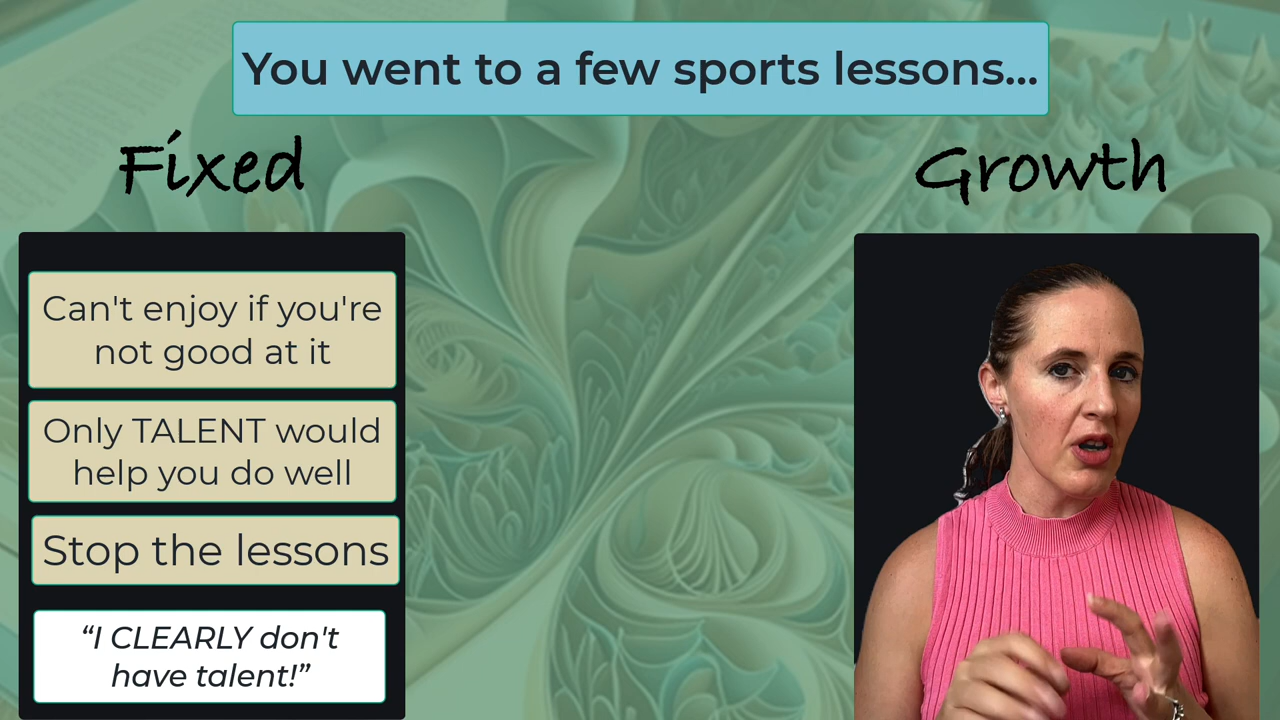 You went to a few sports lessons...
Fixed
Growth
Can't enjoy if you're
not good at it
Only TALENT would
help you do well
Stop the lessons
“I CLEARLY don't
have talent!”